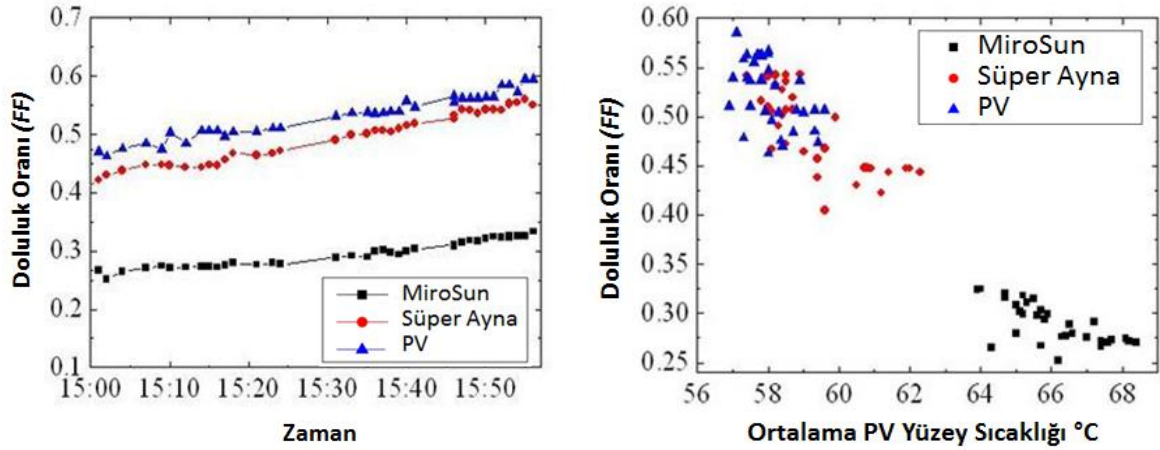 0.7
0.6
0.5
0.4
0.3
0.2
0.1
Doluluk Oranı (FF)
MiroSun
Süper Ayna
PV
15:00 15:10 15:20 15:30 15:40 15:50
Zaman
0.60
0.55
0.50
0.45
0.40
0.35
0.30
0.25
Doluluk Oranı (FF)
MiroSun
Süper Ayna
PV
56 58 60 62 64 66 68
Ortalama PV Yüzey Sıcaklığı °C